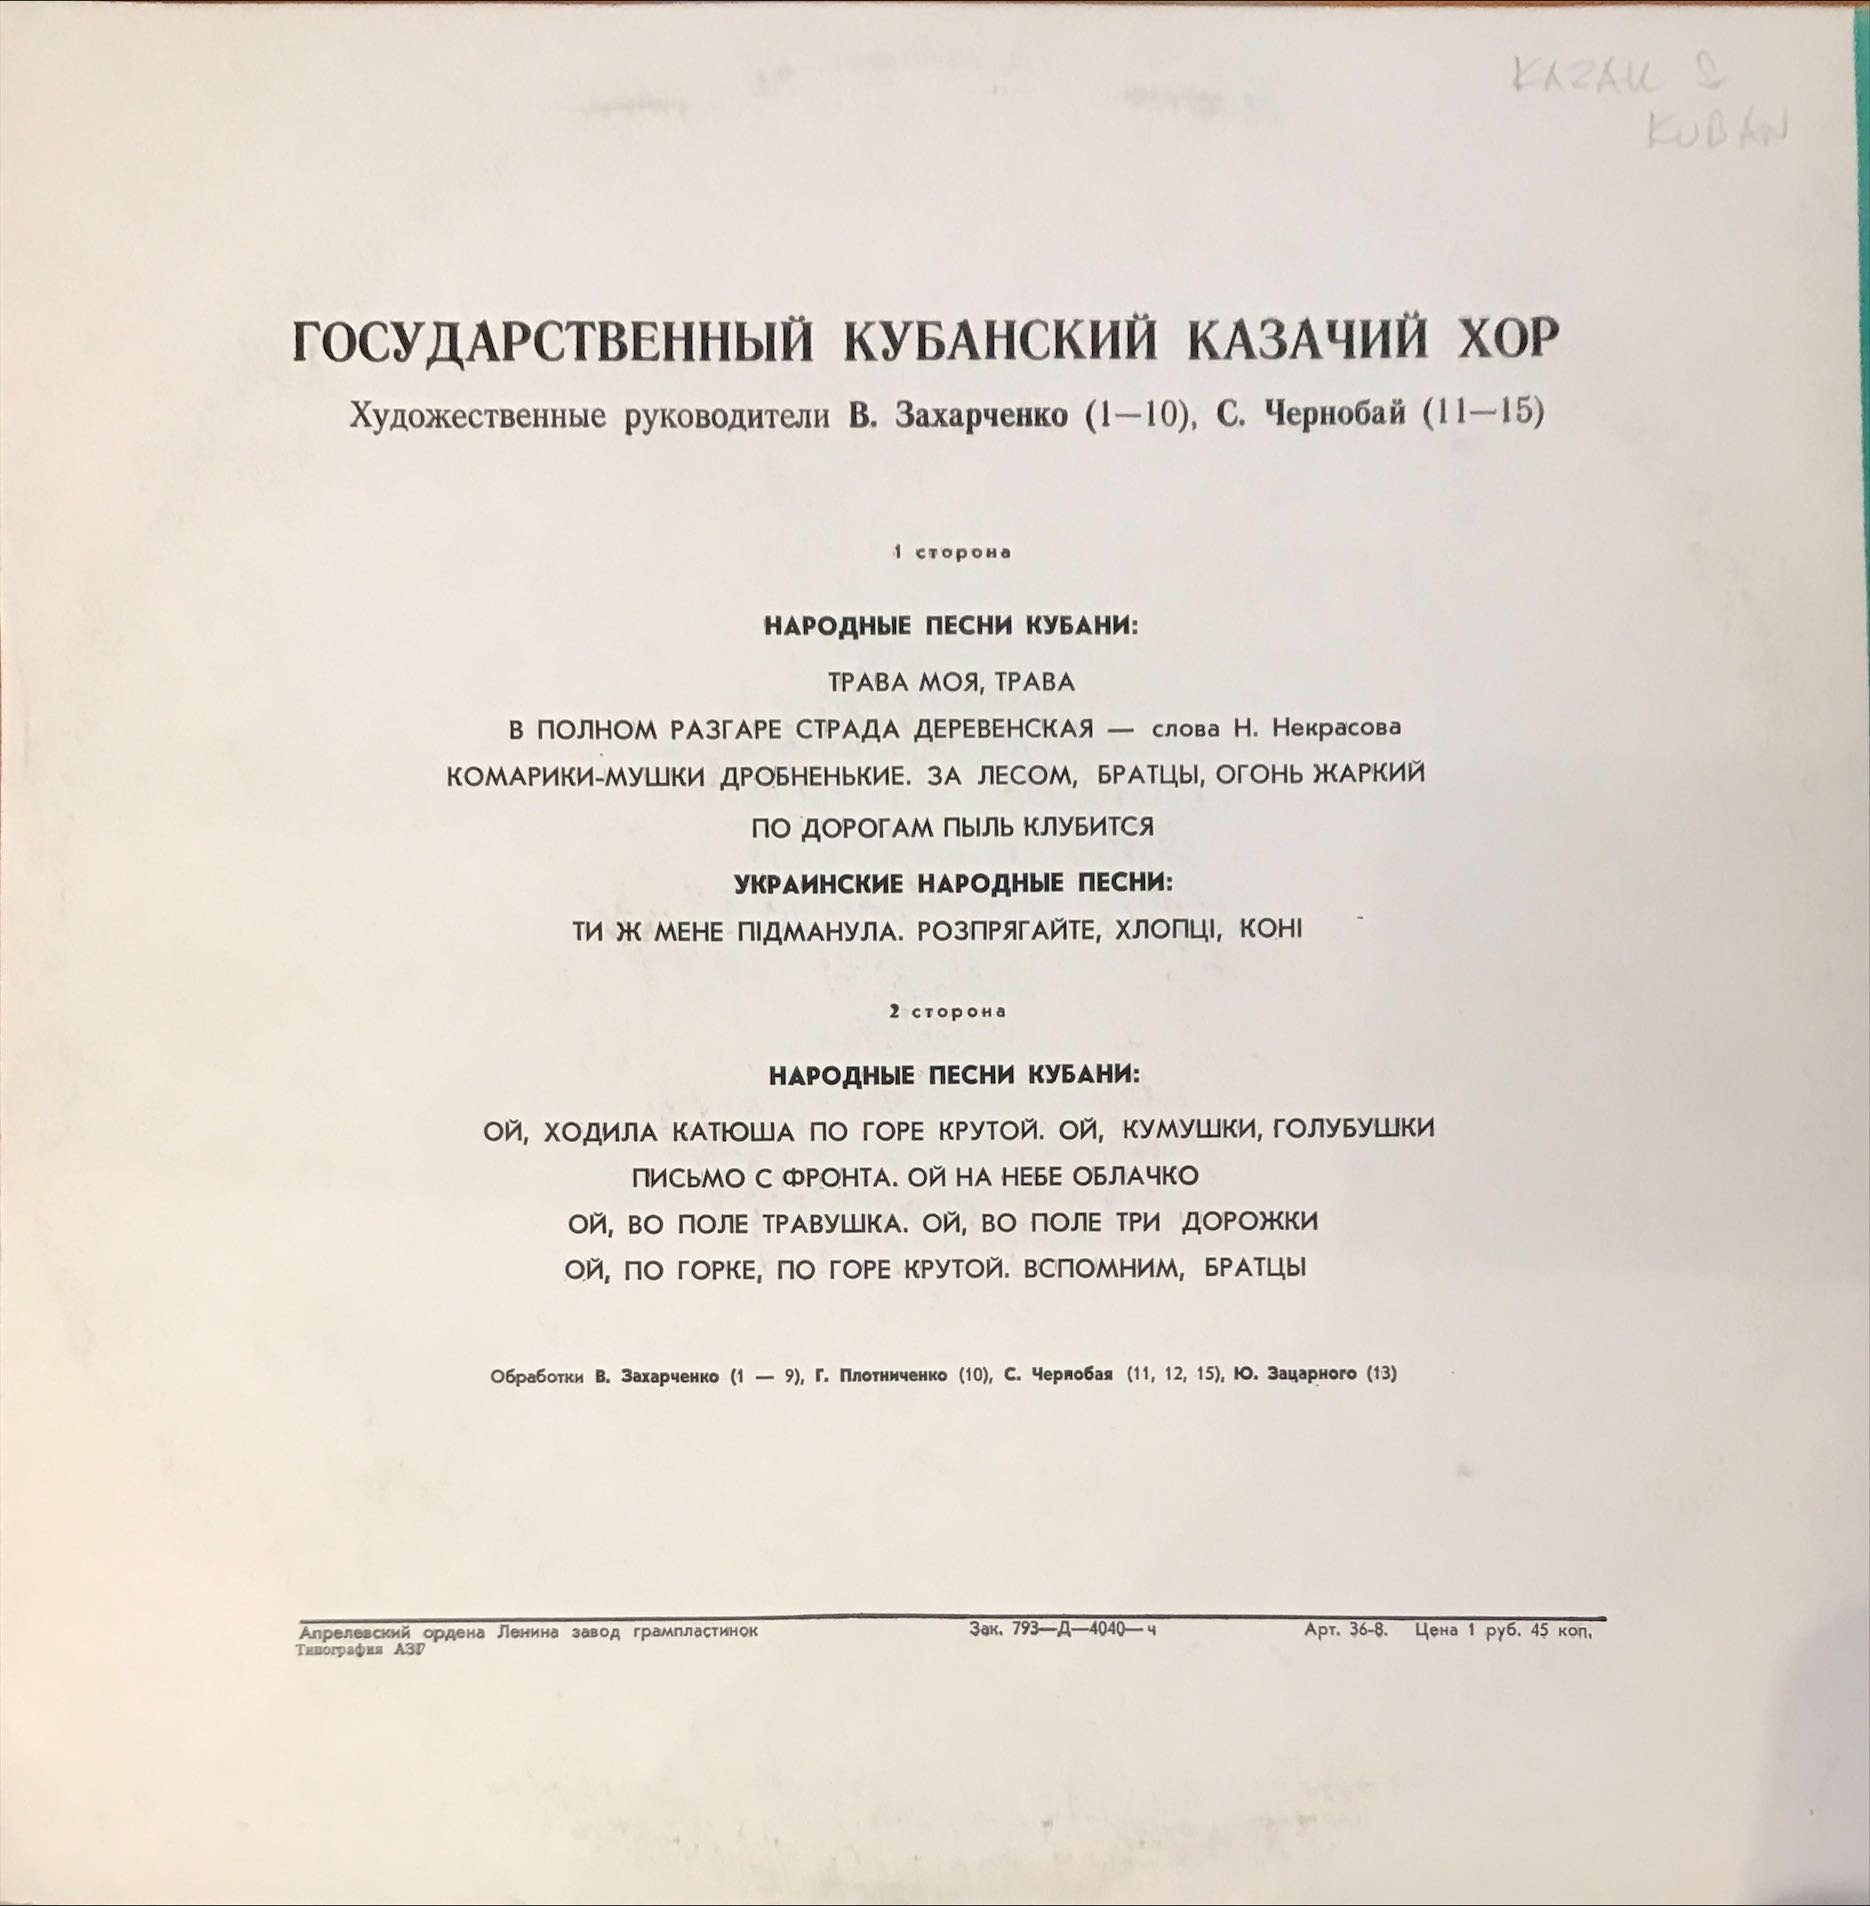 KAZAK
KUBAN
ГОСУДАРСТВЕННЫЙ КУБАНСКИЙ КАЗАЧИЙ ХОР
Художественные руководители В. Захарченко (1—10), С. Чернобай (11—15)
1 сторона
НАРОДНЫЕ ПЕСНИ КУБАНИ:
ТРАВА МОЯ, ТРАВА
В ПОЛНОМ РАЗГАРЕ СТРАДА ДЕРЕВЕНСКАЯ — слова Н. Некрасова
КОМАРИКИ-МУШКИ ДРОБНЕНЬКИЕ. ЗА ЛЕСОМ, БРАТЦЫ, ОГОНЬ ЖАРКИЙ
ПО ДОРОГАМ ПЫЛЬ КЛУБИТСЯ
УКРАИНСКИЕ НАРОДНЫЕ ПЕСНИ:
ТИ Ж МЕНЕ ПІДМАНУЛА. РОЗПРЯГАЙТЕ, ХЛОПЦІ, КОНІ
2 сторона
НАРОДНЫЕ ПЕСНИ КУБАНИ:
ОЙ, ХОДИЛА КАТЮША ПО ГОРЕ КРУТОЙ. ОЙ, КУМУШКИ, ГОЛУБУШКИ
ПИСЬМО С ФРОНТА. ОЙ НА НЕБЕ ОБЛАЧКО
ОЙ, ВО ПОЛЕ ТРАВУШКА. ОЙ, ВО ПОЛЕ ТРИ ДОРОЖКИ
ОЙ, ПО ГОРКЕ, ПО ГОРЕ КРУТОЙ. ВСПОМНИМ, БРАТЦЫ
Обработки В. Захарченко (1 — 9), Г. Плотниченко (10), С. Чернобая (11, 12, 15), Ю. Зацарного (13)
Апрелевский ордена Ленина завод грампластинок Зак. 793—Д—4040—ч Арт. 36-8. Цена 1 руб. 45 коп.
Типография АЗГ